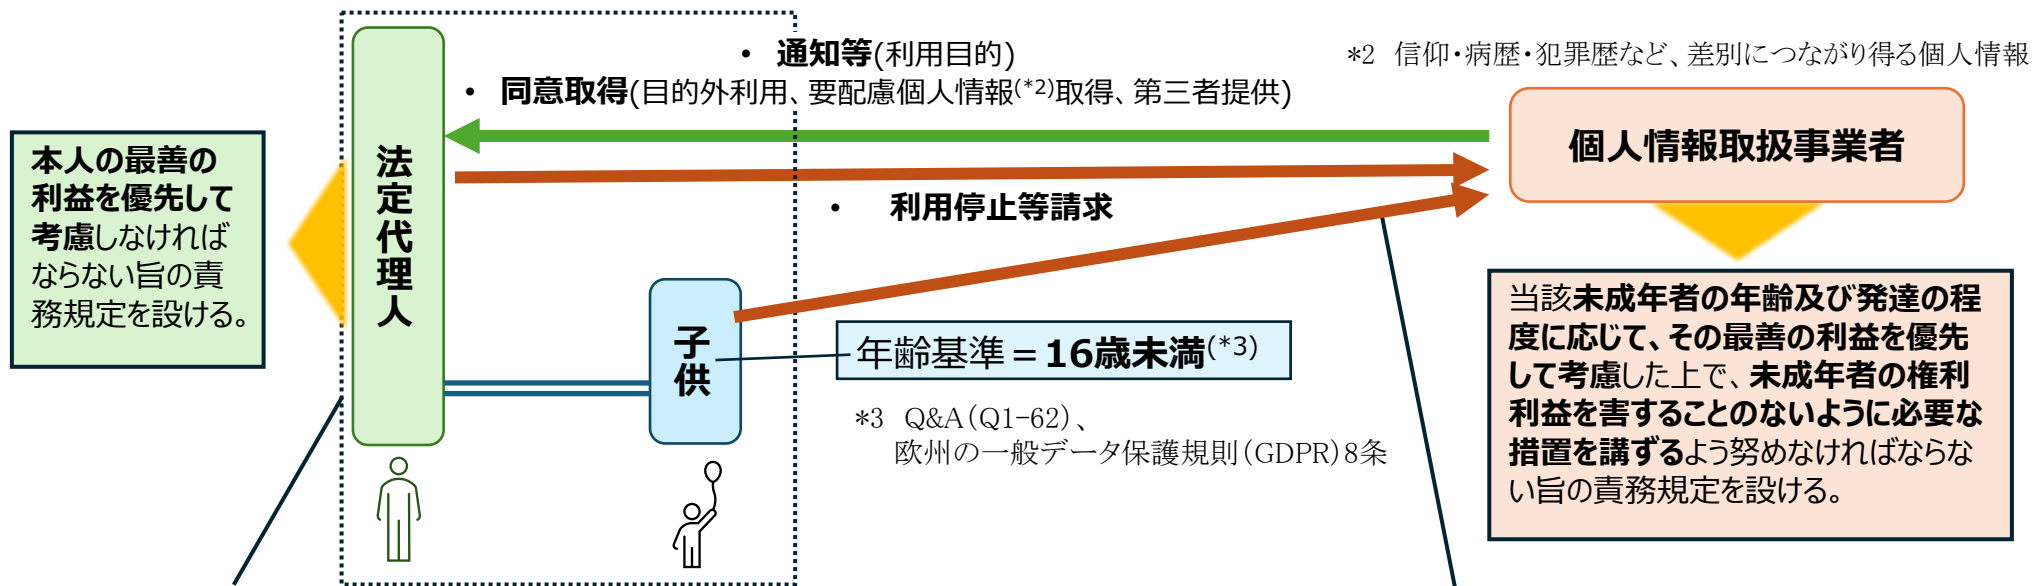 ・ 通知等(利用目的)
・ 同意取得(目的外利用、要配慮個人情報(*2)取得、第三者提供)
*2 信仰・病歴・犯罪歴など、差別につながり得る個人情報
法定代理人
個人情報取扱事業者
本人の最善の
利益を優先して
考慮しなければ
ならない旨の責
務規定を設ける。
・ 利用停止等請求
子供
年齢基準＝16歳未満(*3)
*3 Q&A(Q1-62)、
欧州の一般データ保護規則(GDPR)8条
当該未成年者の年齢及び発達の程
度に応じて、その最善の利益を優先
して考慮した上で、未成年者の権利
利益を害することのないように必要な
措置を講ずるよう努めなければならな
い旨の責務規定を設ける。